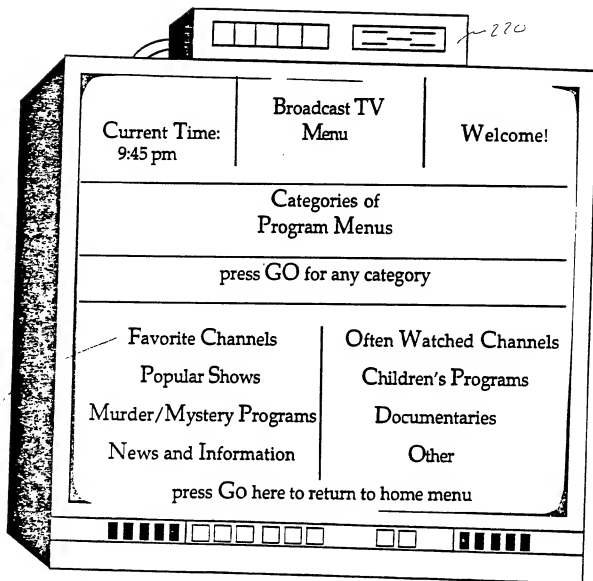 220
Broadcast TV
Menu
Current Time:
9:45 pm
Welcome!
Categories of
Program Menus
press GO for any category
Favorite Channels
Often Watched Channels
Popular Shows
Children's Programs
Murder/Mystery Programs
Documentaries
News and Information
Other
press Go here to return to home menu